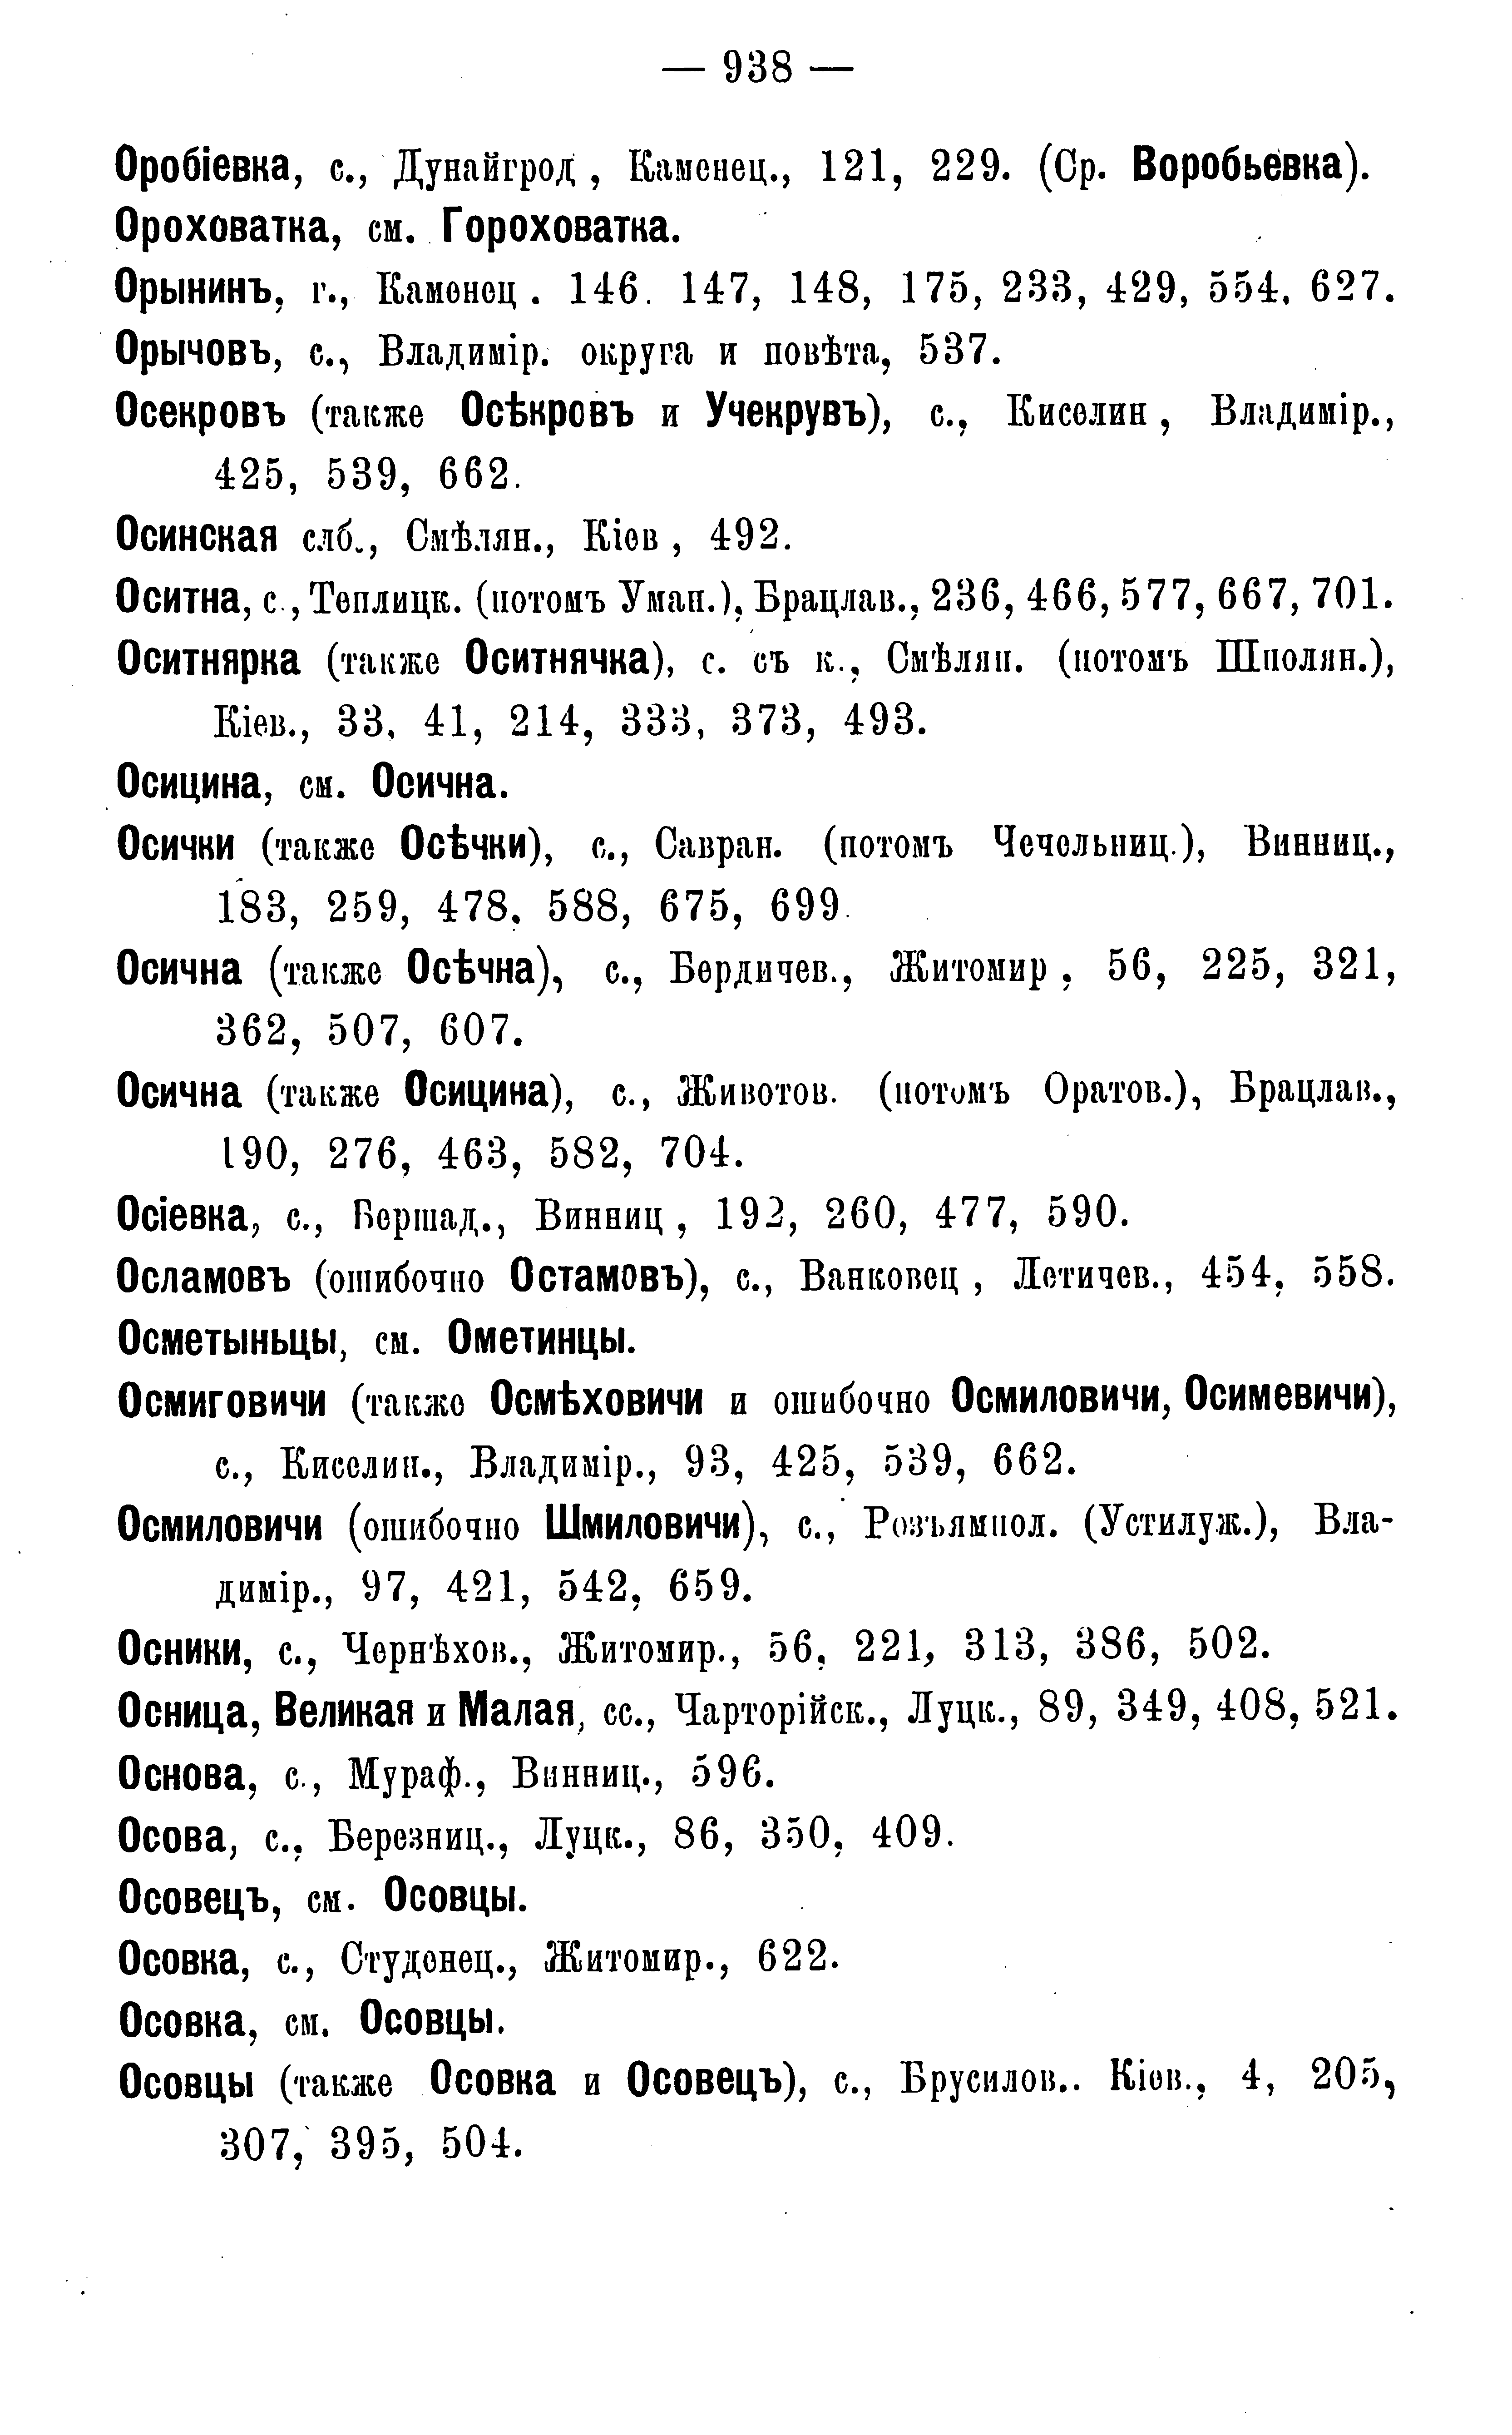 — 938 —
Оробіевка, с., Дунайгрод , Каменец., 121, 229. (Ср. Воробьевка).
Ороховатка, см. Гороховатка.
Орынинъ, г., Каменец . 146. 147, 148, 175, 233, 429, 554, 627.
Орычовъ, с., Владимір. округа и повѣта, 537.
Осекровъ (также Осѣкровъ и Учекрувъ), с., Киселин , Владимір.,
425, 539, 662.
Осинская слб., Смѣлян., Кіев , 492.
Оситна, с., Теплицк. (потомъ Уман.), Брацлав., 236, 466, 577, 667, 701.
Оситнярка (также Оситнячка), с. съ к., Смѣлян. (потомъ Шполян.),
Кіев., 33, 41, 214, 333, 373, 493.
Осицина, см. Осична.
Осички (также Осѣчки), с., Савран. (потомъ Чечельниц.), Винниц.,
183, 259, 478, 588, 675, 699.
Осична (также Осѣчна), с., Бердичев., Житомир , 56, 225, 321,
362, 507, 607.
Осична (также Осицина), с., Животов. (потомъ Оратов.), Брацлав.,
190, 276, 463, 582, 704.
Осіевка, с., Бершад., Винниц , 192, 260, 477, 590.
Осламовъ (ошибочно Остамовъ), с., Ванковец , Летичев., 454, 558.
Осметыньцы, см. Ометинцы.
Осмиговичи (также Осмѣховичи и ошибочно Осмиловичи, Осимевичи),
с., Киселин., Владимір., 93, 425, 539, 662.
Осмиловичи (ошибочно Шмиловичи), с., Розъямпол. (Устилуж.), Вла-
димір., 97, 421, 542, 659.
Осники, с., Чернѣхов., Житомир., 56, 221, 313, 386, 502.
Осница, Великая и Малая, сс., Чарторійск., Луцк., 89, 349, 408, 521.
Основа, с., Мураф., Винниц., 596.
Осова, с., Березниц., Луцк., 86, 350, 409.
Осовецъ, см. Осовцы.
Осовка, с., Студенец., Житомир., 622.
Осовка, см. Осовцы.
Осовцы (также Осовка и Осовецъ), с., Брусилов.. Кіев., 4, 205,
307, 395, 504.